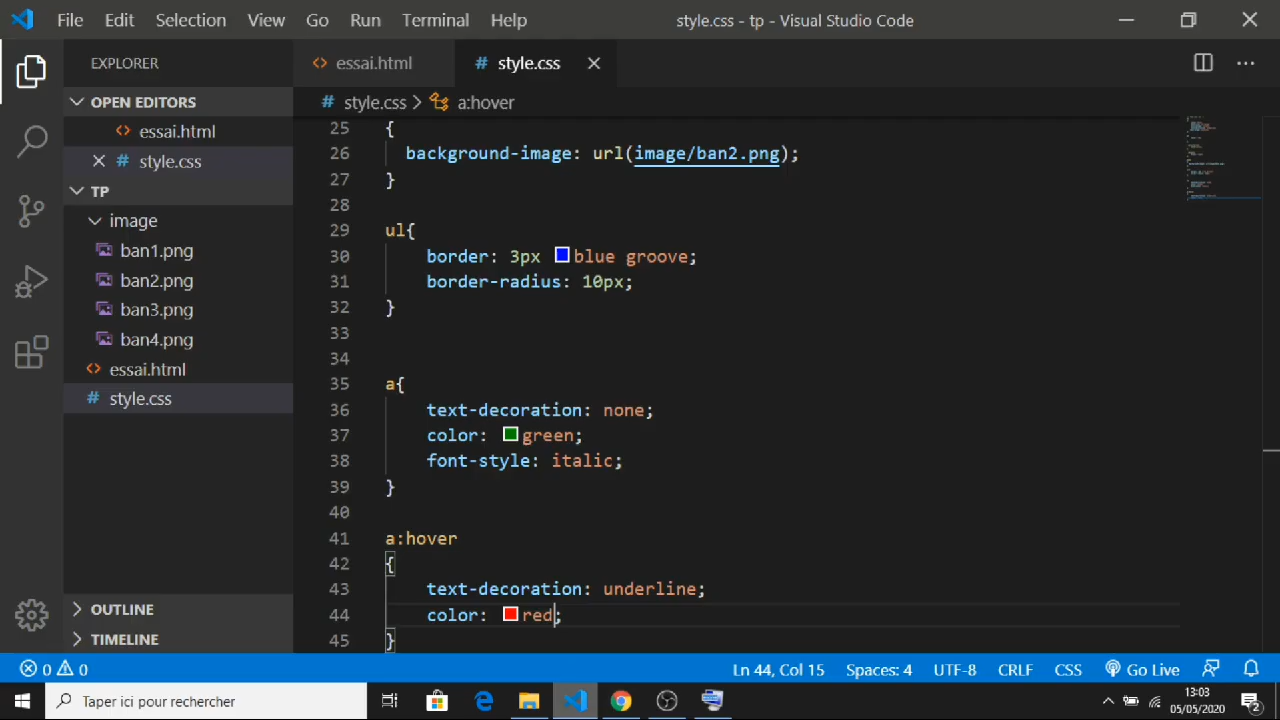 File Edit Selection View Go Run Terminal Help style.css - tp - Visual Studio Code
EXPLORER
OPEN EDITORS
essai.html
style.css
TP
image
ban1.png
ban2.png
ban3.png
ban4.png
essai.html
style.css
OUTLINE
TIMELINE
essai.html style.css
style.css > a:hover
25 {
26 background-image: url(image/ban2.png);
27 }
28
29 ul{
30 border: 3px blue groove;
31 border-radius: 10px;
32 }
33
34
35 a{
36 text-decoration: none;
37 color: green;
38 font-style: italic;
39 }
40
41 a:hover
42 {
43 text-decoration: underline;
44 color: red;
45 }
0 0 Ln 44, Col 15 Spaces: 4 UTF-8 CRLF CSS Go Live
Taper ici pour rechercher
13:03
05/05/2020
2